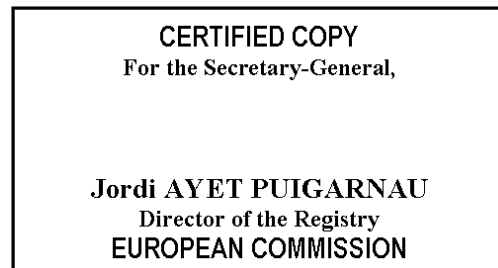 CERTIFIED COPY
For the Secretary-General,
Jordi AYET PUIGARNAU
Director of the Registry
EUROPEAN COMMISSION